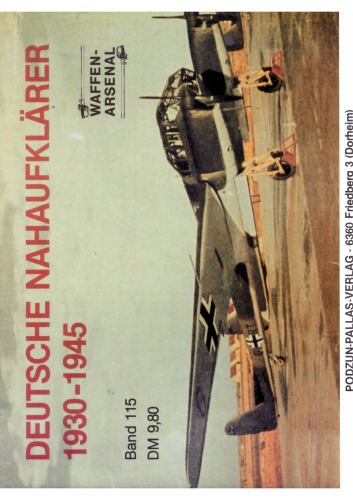 DEUTSCHE NAHAUFKLÄRER
1930-1945
WAFFEN-
ARSENAL
Band 115
DM 9,80
PODZUN-PALLAS-VERLAG · 6360 Friedberg 3 (Dorheim)